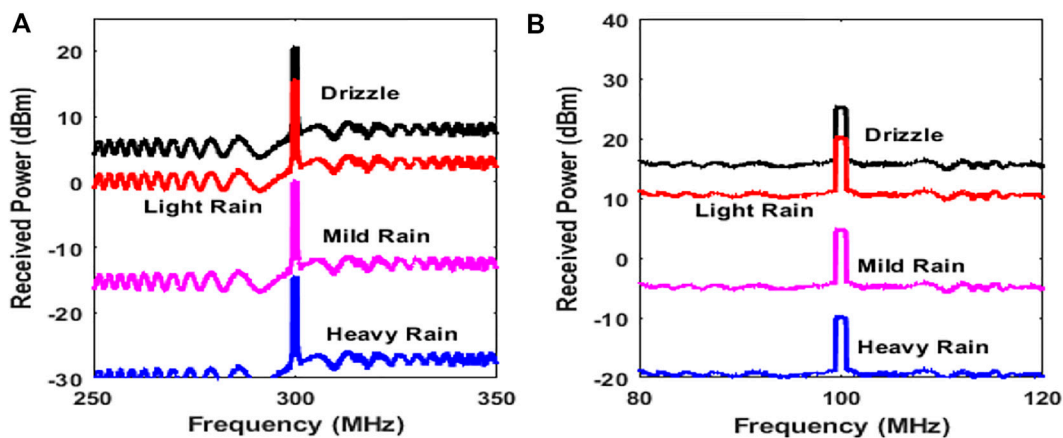 A
Received Power (dBm)
20
10
0
-10
-20
-30
Drizzle
Light Rain
Mild Rain
Heavy Rain
250
300
350
Frequency (MHz)
B
Received Power (dBm)
40
30
20
10
0
-10
-20
Drizzle
Light Rain
Mild Rain
Heavy Rain
80
100
120
Frequency (MHz)